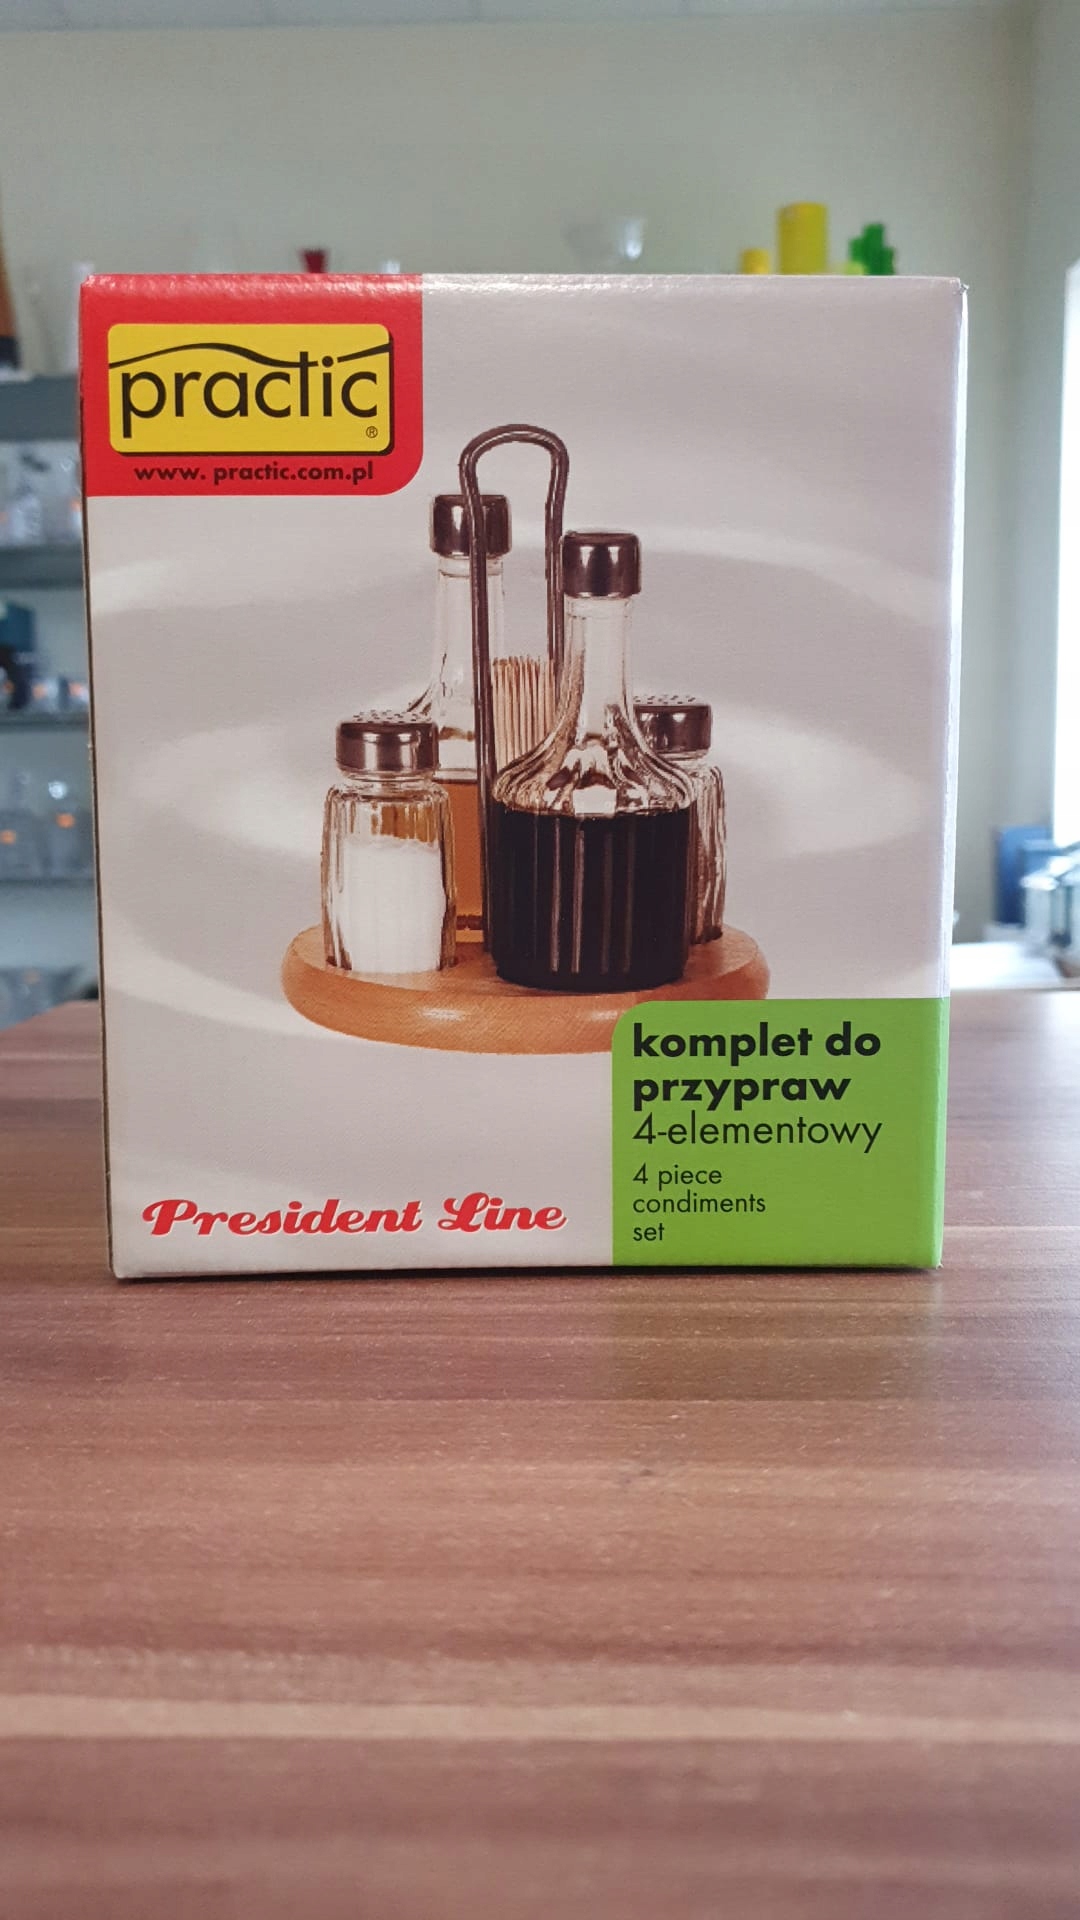 practic
®
www. practic.com.pl
komplet do
przypraw
4-elementowy
4 piece
condiments
set
President Line